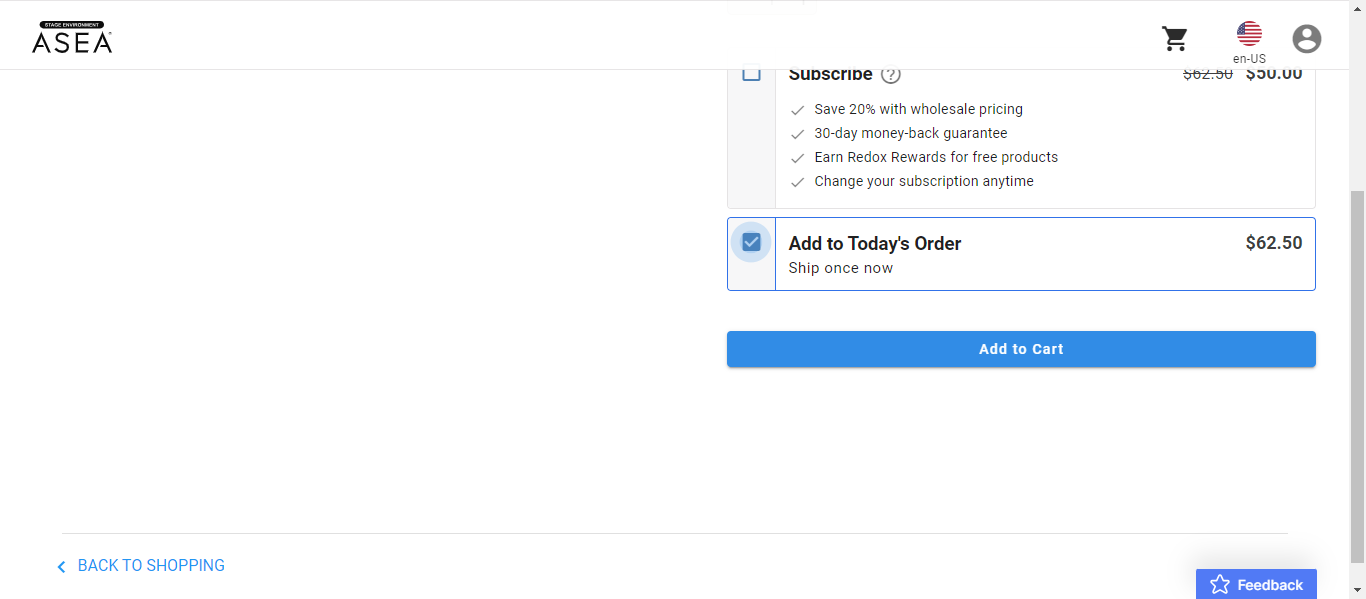 STAGE ENVIRONMENT
ASEA
en-US
Subscribe
$62.50 $50.00
Save 20% with wholesale pricing
30-day money-back guarantee
Earn Redox Rewards for free products
Change your subscription anytime
Add to Today's Order
$62.50
Ship once now
Add to Cart
BACK TO SHOPPING
Feedback